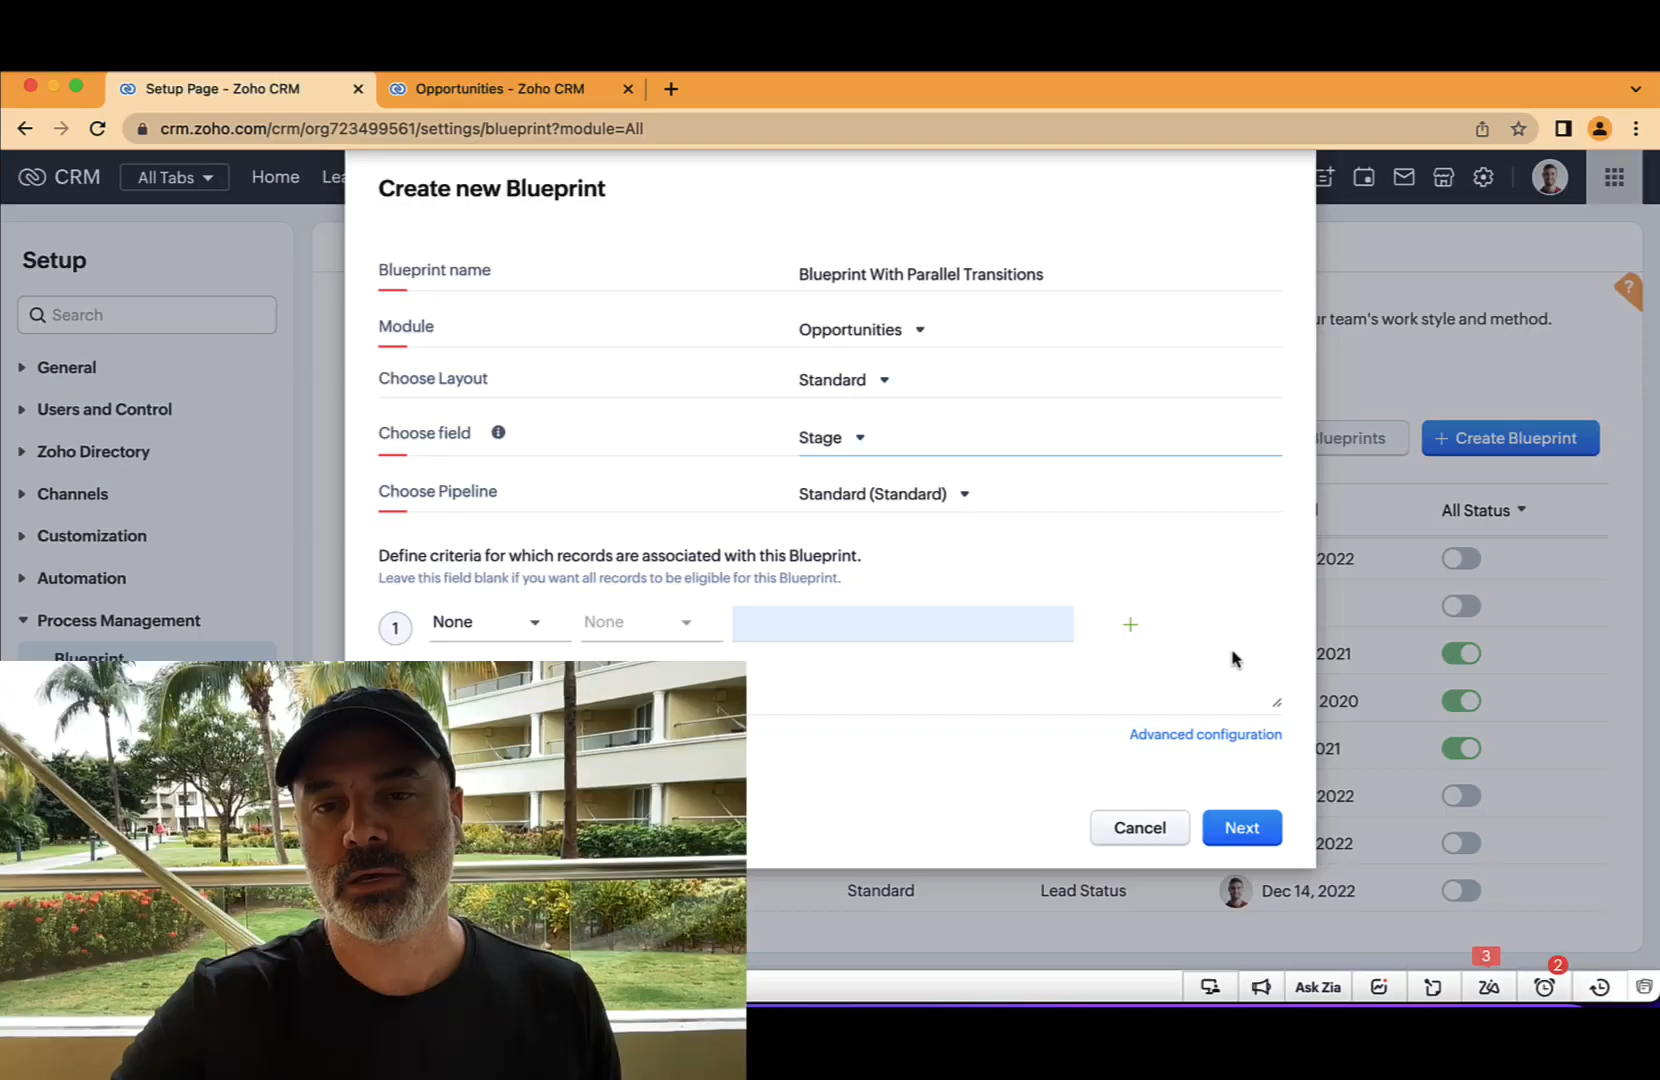 Setup Page - Zoho CRM
Opportunities - Zoho CRM
crm.zoho.com/crm/org723499561/settings/blueprint?module=All
CRM
All Tabs
Home
Lea
Create new Blueprint
Setup
Search
General
Users and Control
Zoho Directory
Channels
Customization
Automation
Process Management
Blueprint
Blueprint name
Blueprint With Parallel Transitions
Module
Opportunities
Choose Layout
Standard
Choose field
Stage
Choose Pipeline
Standard (Standard)
Define criteria for which records are associated with this Blueprint.
Leave this field blank if you want all records to be eligible for this Blueprint.
1
None
None
Advanced configuration
Cancel
Next
?
ur team's work style and method.
Blueprints
+ Create Blueprint
All Status
2022
2021
2020
021
2022
2022
Standard
Lead Status
Dec 14, 2022
3
2
Ask Zia